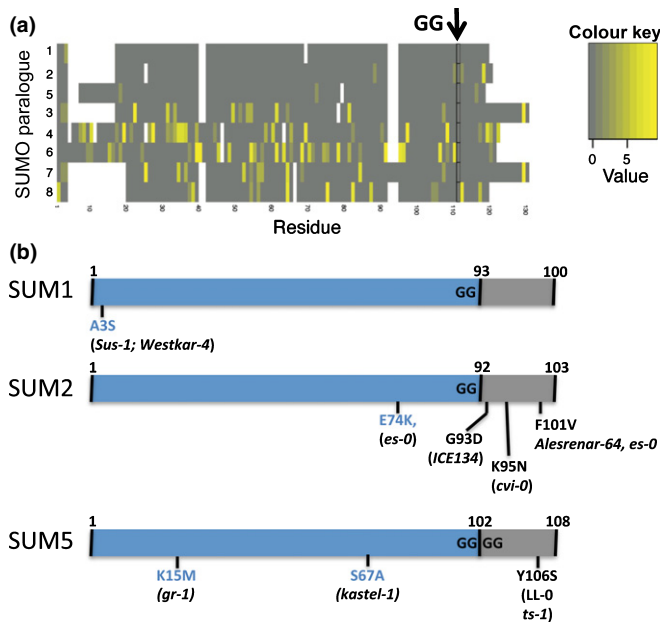 (a)
GG
Colour key
SUMO paralogue
1
2
5
3
4
6
7
8
1 10 20 30 40 50 60 70 80 90 100 110 120 130
Residue
0 5
Value
(b)
SUM1
1 93 100
GG
A3S
(Sus-1; Westkar-4)
SUM2
1 92 103
GG
E74K,
(es-0)
G93D
(ICE134)
K95N
(cvi-0)
F101V
Alesrenar-64, es-0
SUM5
1 102 108
GG GG
K15M
(gr-1)
S67A
(kastel-1)
Y106S
(LL-0
ts-1)